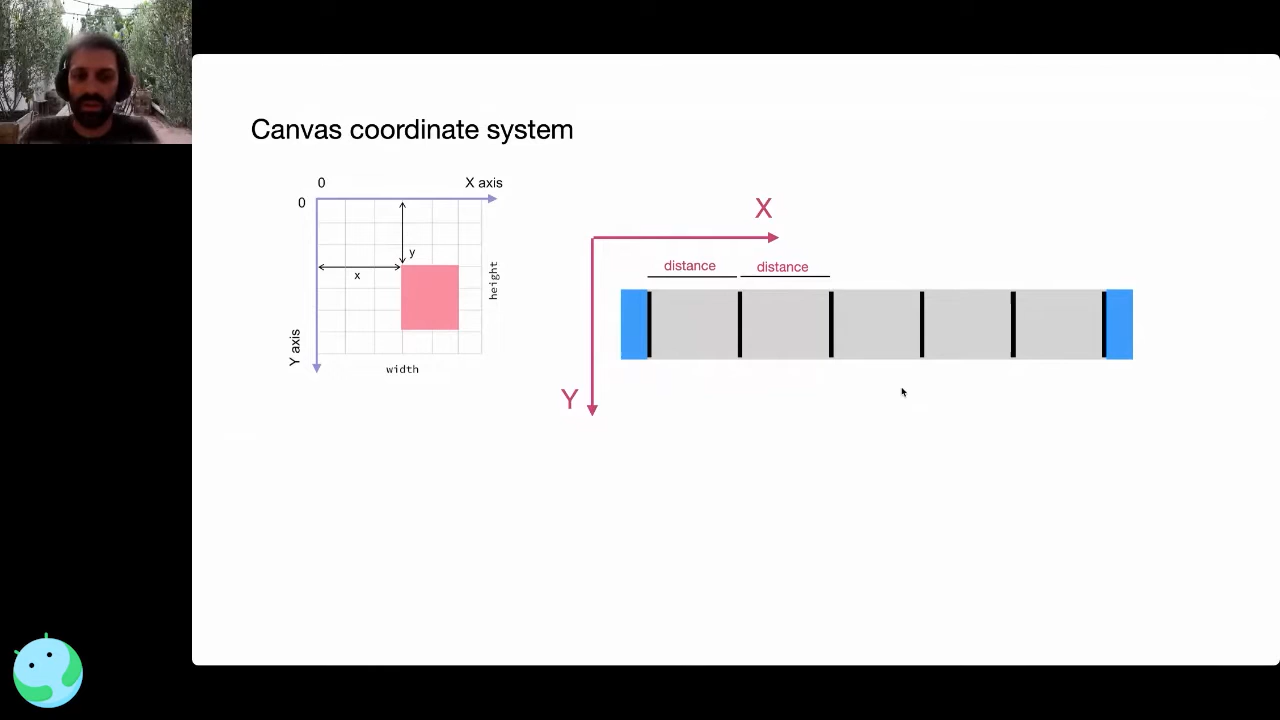 Canvas coordinate system
0
X axis
0
y
x
height
Y axis
width
X
distance
distance
Y